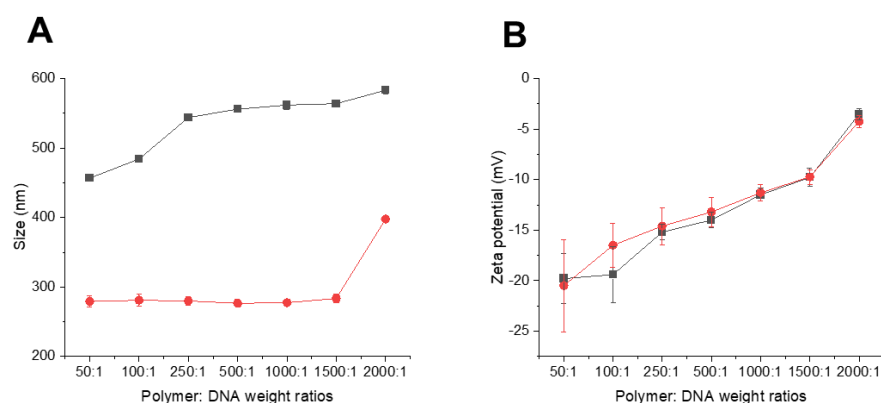 A
Size (nm)
600
500
400
300
200
50:1 100:1 250:1 500:1 1000:1 1500:1 2000:1
Polymer: DNA weight ratios
B
Zeta potential (mV)
0
-5
-10
-15
-20
-25
50:1 100:1 250:1 500:1 1000:1 1500:1 2000:1
Polymer: DNA weight ratios